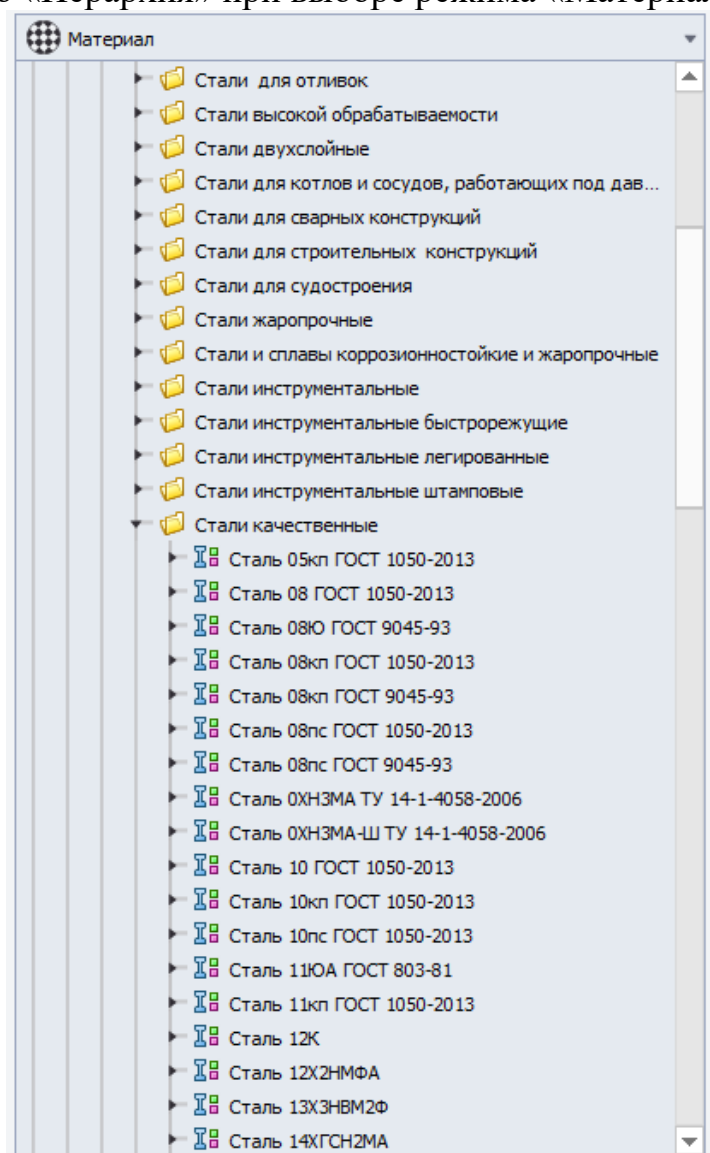 «Иерархия» при выборе режима «Материал
Материал
Стали для отливок
Стали высокой обрабатываемости
Стали двухслойные
Стали для котлов и сосудов, работающих под дав...
Стали для сварных конструкций
Стали для строительных конструкций
Стали для судостроения
Стали жаропрочные
Стали и сплавы коррозионностойкие и жаропрочные
Стали инструментальные
Стали инструментальные быстрорежущие
Стали инструментальные легированные
Стали инструментальные штамповые
Стали качественные
Сталь 05кп ГОСТ 1050-2013
Сталь 08 ГОСТ 1050-2013
Сталь 08Ю ГОСТ 9045-93
Сталь 08кп ГОСТ 1050-2013
Сталь 08кп ГОСТ 9045-93
Сталь 08пс ГОСТ 1050-2013
Сталь 08пс ГОСТ 9045-93
Сталь 0ХН3МА ТУ 14-1-4058-2006
Сталь 0ХН3МА-Ш ТУ 14-1-4058-2006
Сталь 10 ГОСТ 1050-2013
Сталь 10кп ГОСТ 1050-2013
Сталь 10пс ГОСТ 1050-2013
Сталь 11ЮА ГОСТ 803-81
Сталь 11кп ГОСТ 1050-2013
Сталь 12К
Сталь 12Х2НМФА
Сталь 13Х3НВМ2Ф
Сталь 14ХГСН2МА